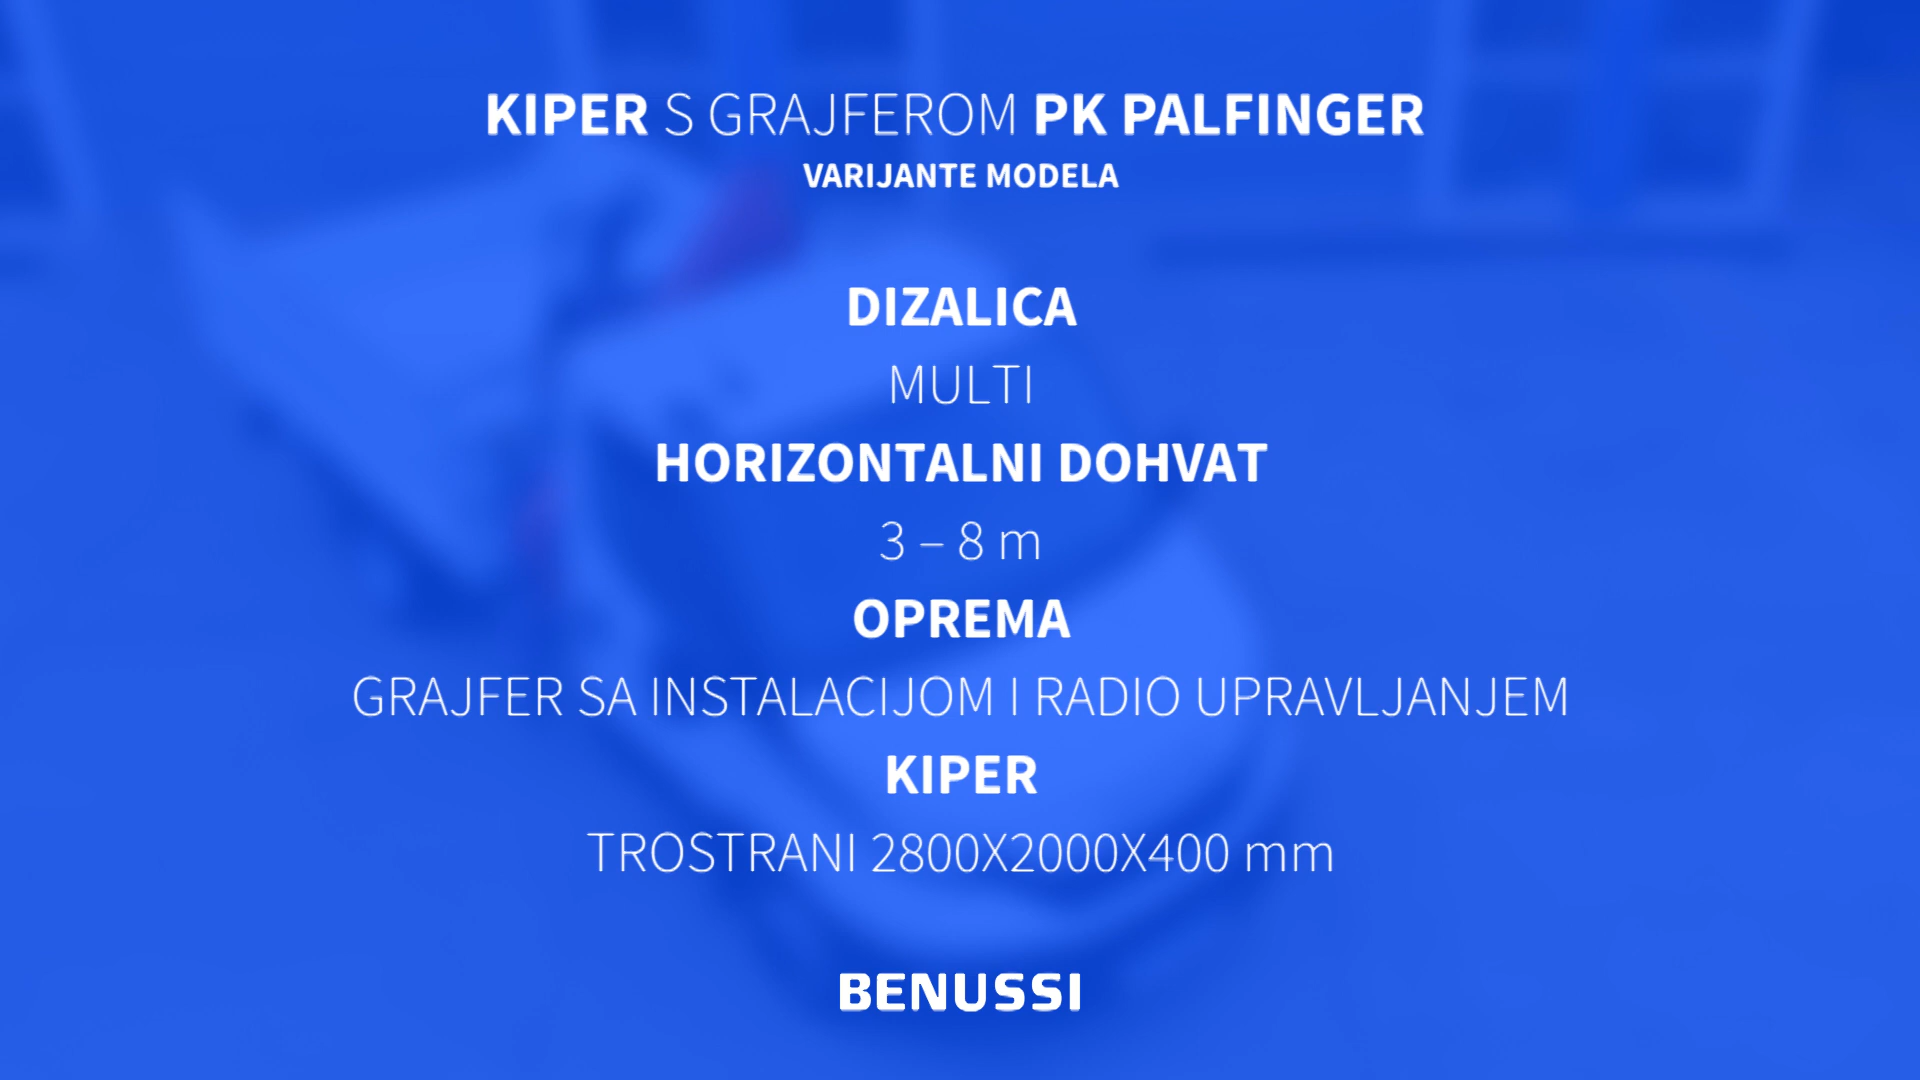 KIPER S GRAJFEROM PK PALFINGER
VARIJANTE MODELA
DIZALICA
MULTI
HORIZONTALNI DOHVAT
3 – 8 m
OPREMA
GRAJFER SA INSTALACIJOM I RADIO UPRAVLJANJEM
KIPER
TROSTRANI 2800X2000X400 mm
BENUSSI